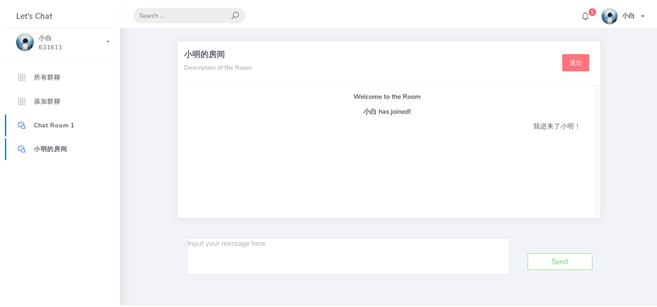 Let's Chat
Search ...
1
小白
小白
631611
所有群聊
添加群聊
Chat Room 1
小明的房间
小明的房间
Description of the Room
退出
Welcome to the Room
小白 has joined!
我进来了小明！
Input your message here
Send